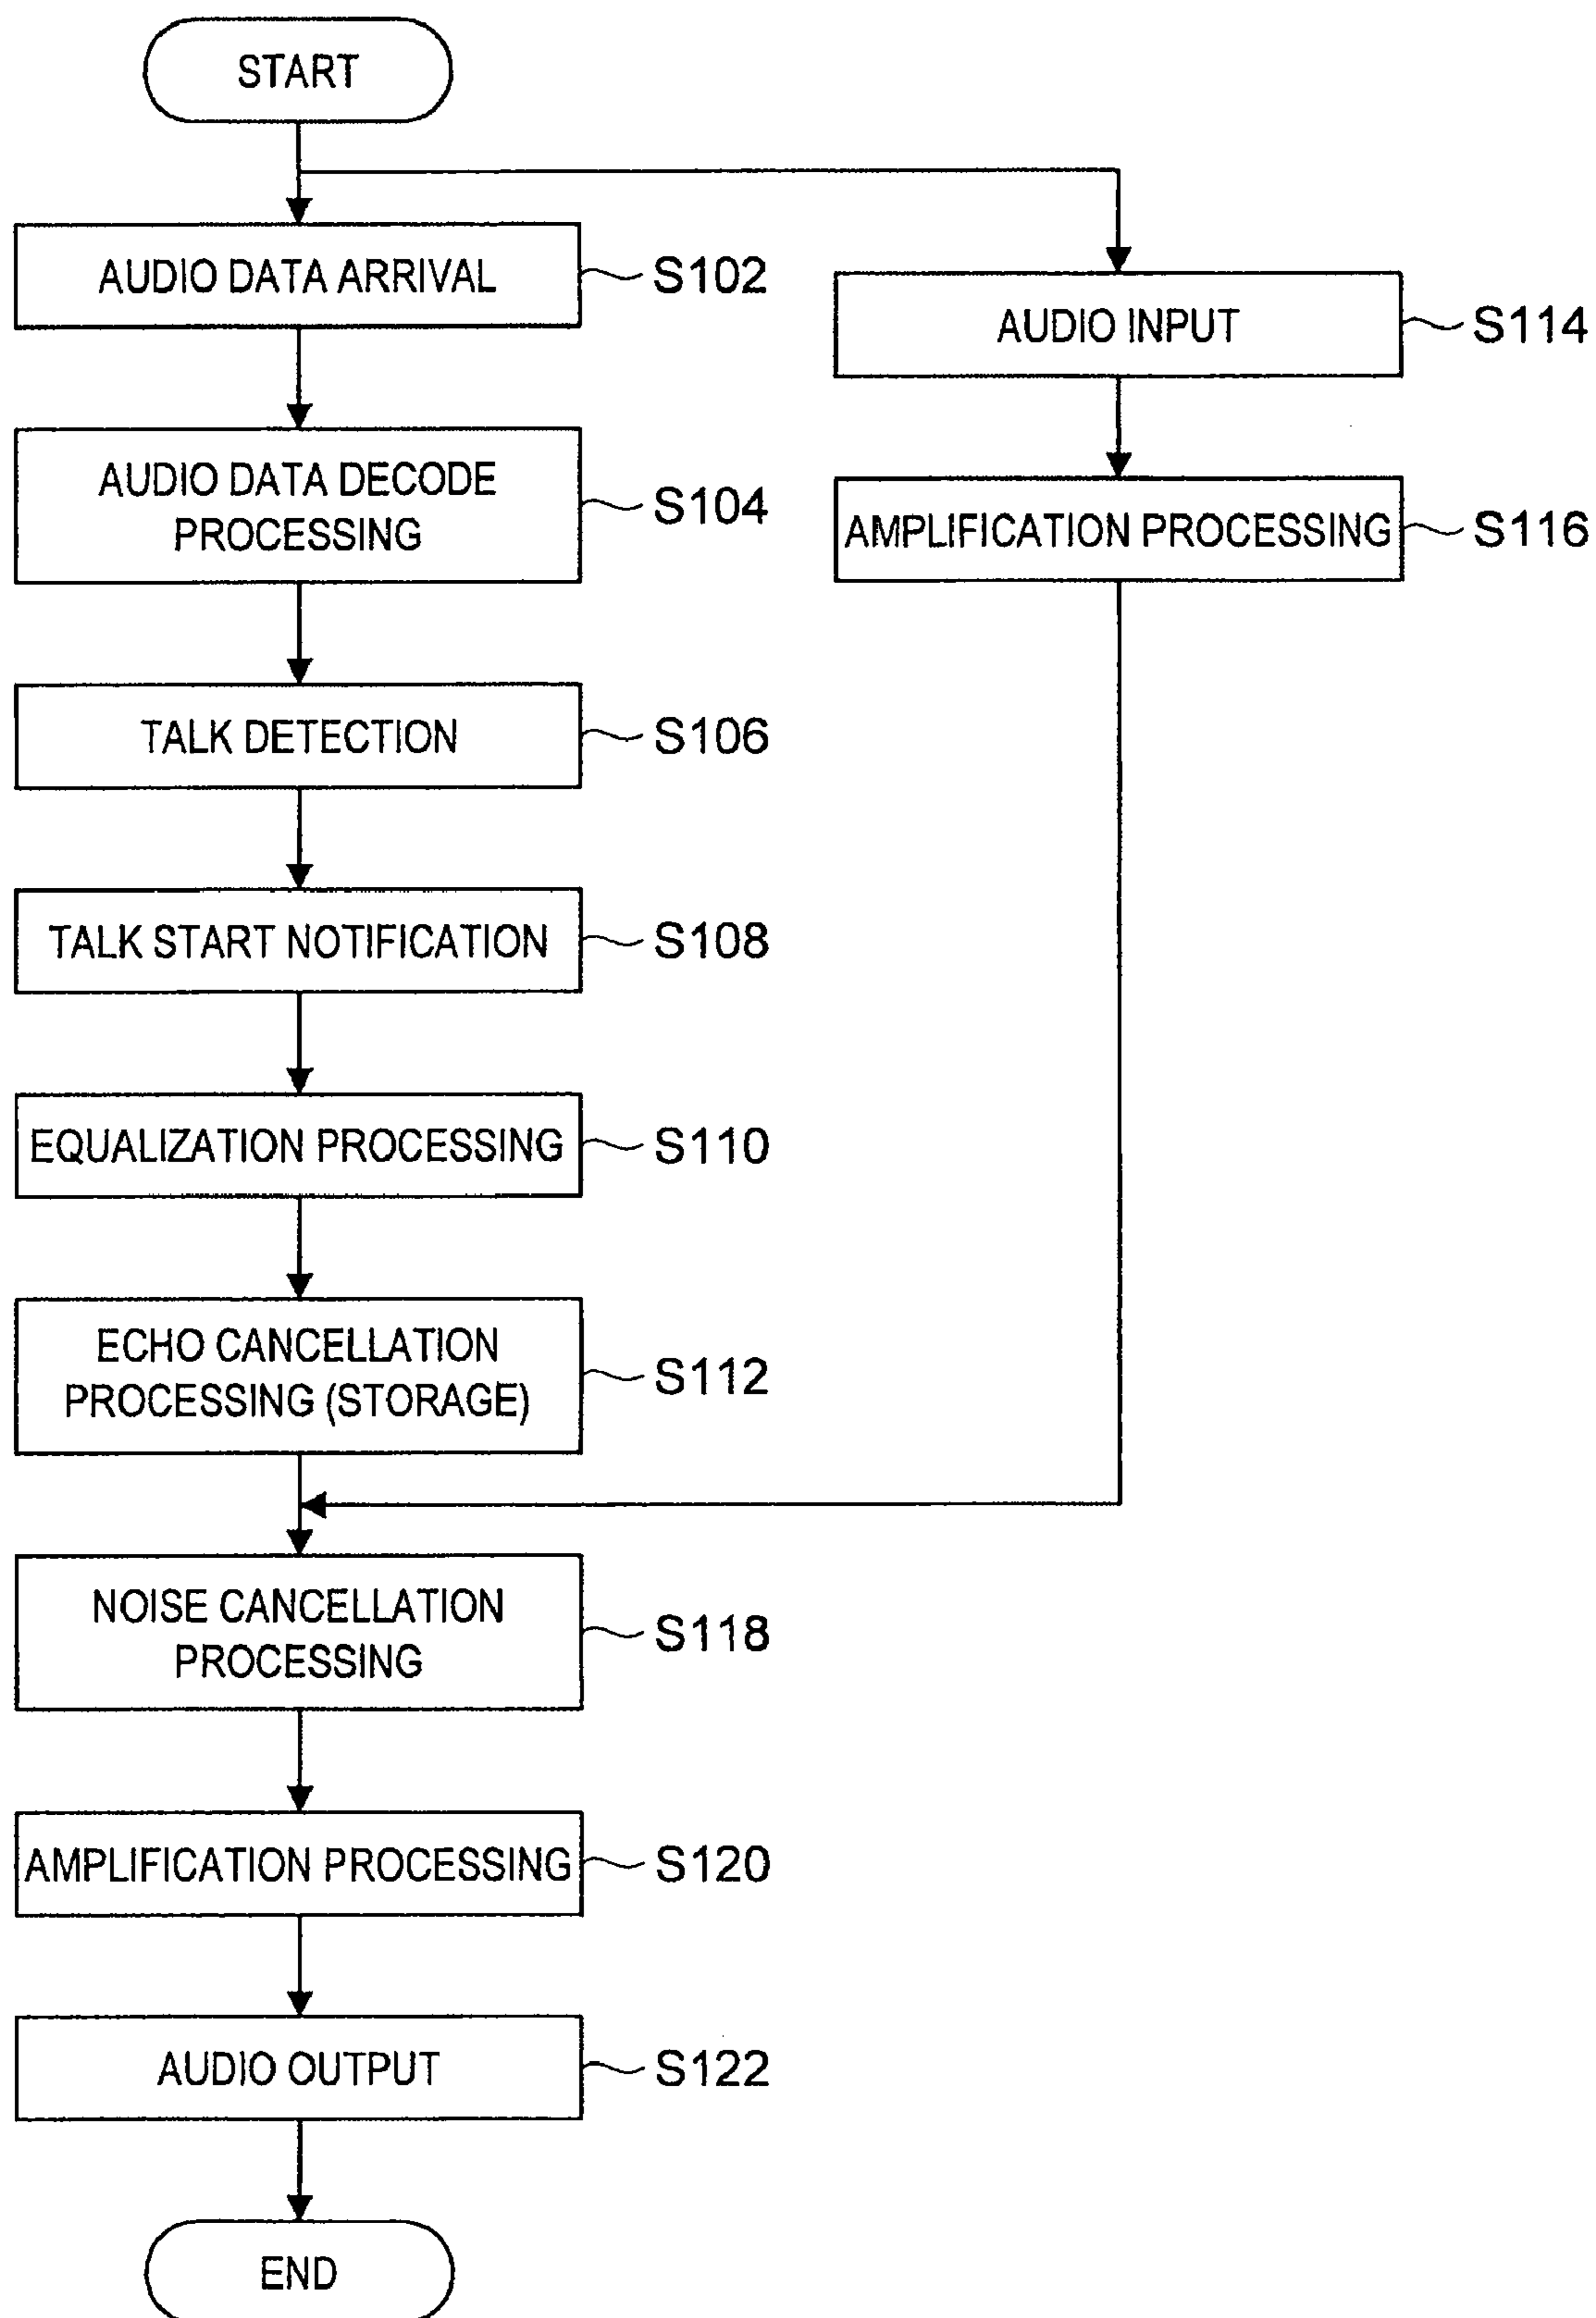 START
AUDIO DATA ARRIVAL
S102
AUDIO INPUT
S114
AUDIO DATA DECODE
PROCESSING
S104
AMPLIFICATION PROCESSING
S116
TALK DETECTION
S106
TALK START NOTIFICATION
S108
EQUALIZATION PROCESSING
S110
ECHO CANCELLATION
PROCESSING (STORAGE)
S112
NOISE CANCELLATION
PROCESSING
S118
AMPLIFICATION PROCESSING
S120
AUDIO OUTPUT
S122
END